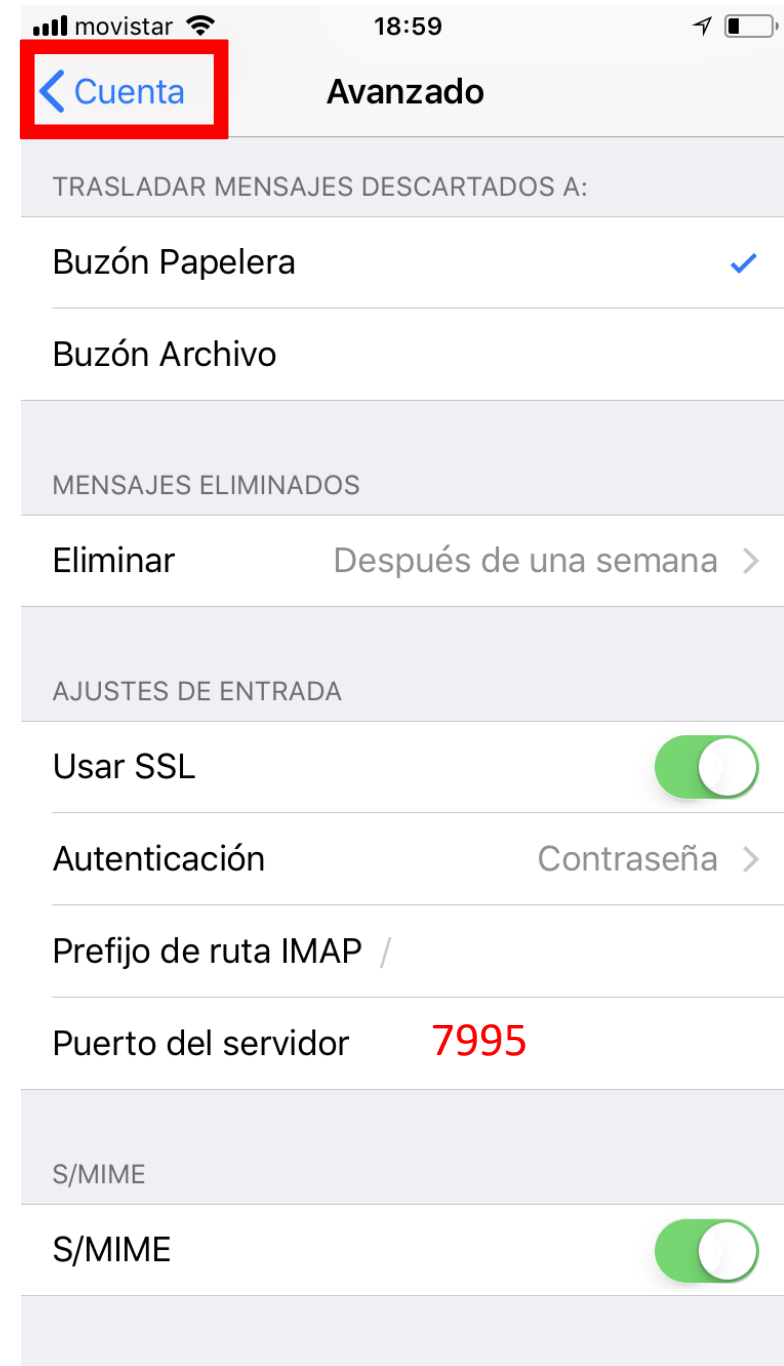 movistar 18:59
Cuenta Avanzado
TRASLADAR MENSAJES DESCARTADOS A:
Buzón Papelera
Buzón Archivo
MENSAJES ELIMINADOS
Eliminar Después de una semana
AJUSTES DE ENTRADA
Usar SSL
Autenticación Contraseña
Prefijo de ruta IMAP /
Puerto del servidor 7995
S/MIME
S/MIME